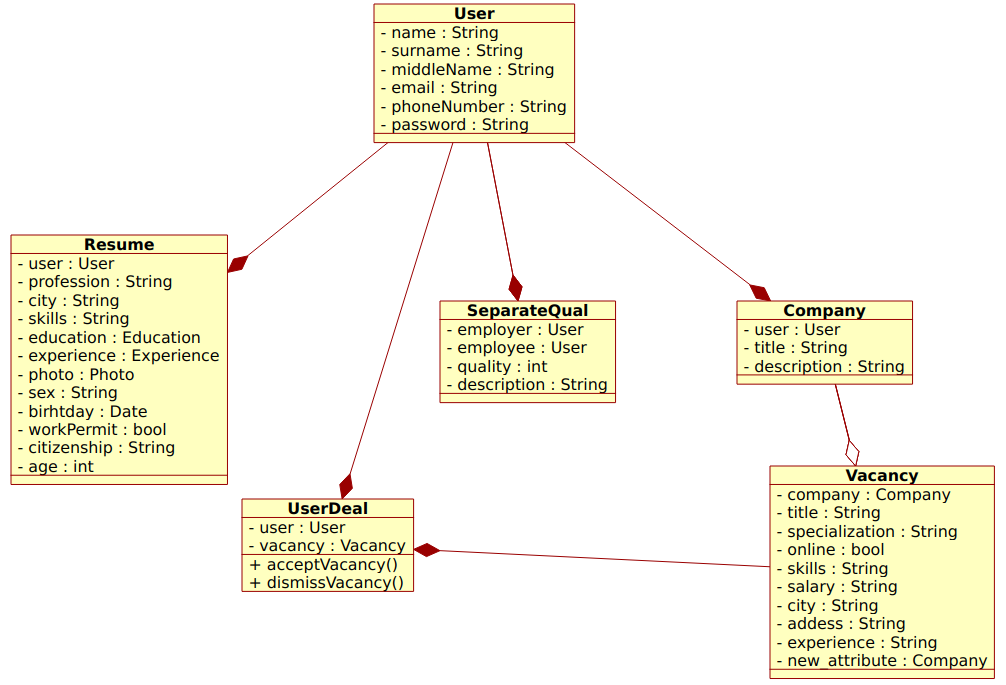 User
- name : String
- surname : String
- middleName : String
- email : String
- phoneNumber : String
- password : String
Resume
- user : User
- profession : String
- city : String
- skills : String
- education : Education
- experience : Experience
- photo : Photo
- sex : String
- birhtday : Date
- workPermit : bool
- citizenship : String
- age : int
SeparateQual
- employer : User
- employee : User
- quality : int
- description : String
Company
- user : User
- title : String
- description : String
UserDeal
- user : User
- vacancy : Vacancy
+ acceptVacancy()
+ dismissVacancy()
Vacancy
- company : Company
- title : String
- specialization : String
- online : bool
- skills : String
- salary : String
- city : String
- addess : String
- experience : String
- new_attribute : Company